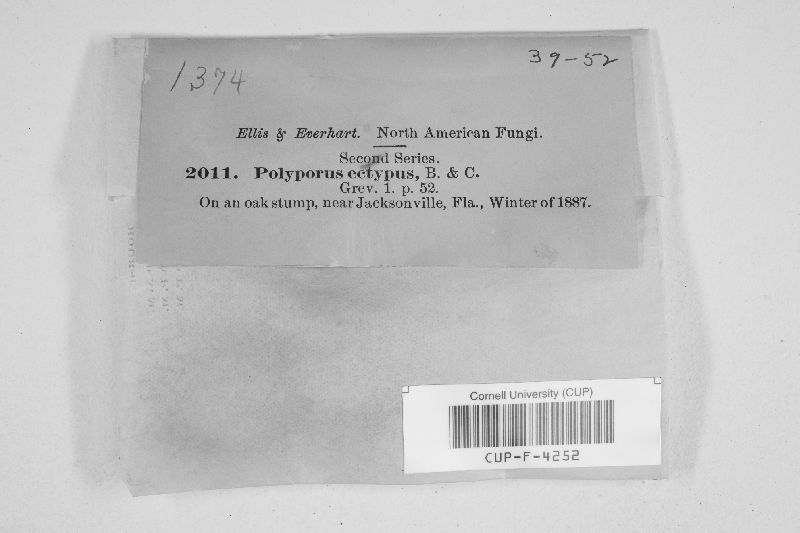 1374
39-52
Ellis & Everhart. North American Fungi.
Second Series.
2011. Polyporus ectypus, B. & C.
Grev. 1. p. 52.
On an oak stump, near Jacksonville, Fla., Winter of 1887.
Cornell University (CUP)
CUP-F-4252